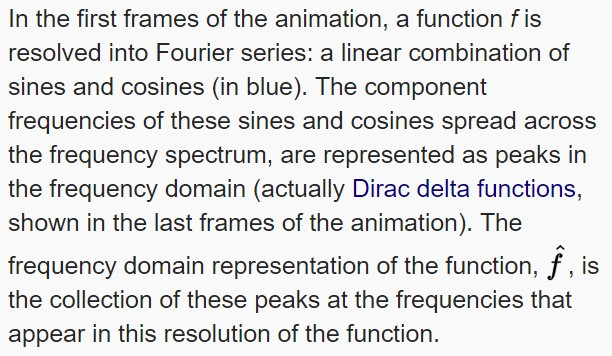 In the first frames of the animation, a function f is
resolved into Fourier series: a linear combination of
sines and cosines (in blue). The component
frequencies of these sines and cosines spread across
the frequency spectrum, are represented as peaks in
the frequency domain (actually Dirac delta functions,
shown in the last frames of the animation). The
frequency domain representation of the function, f̂ , is
the collection of these peaks at the frequencies that
appear in this resolution of the function.